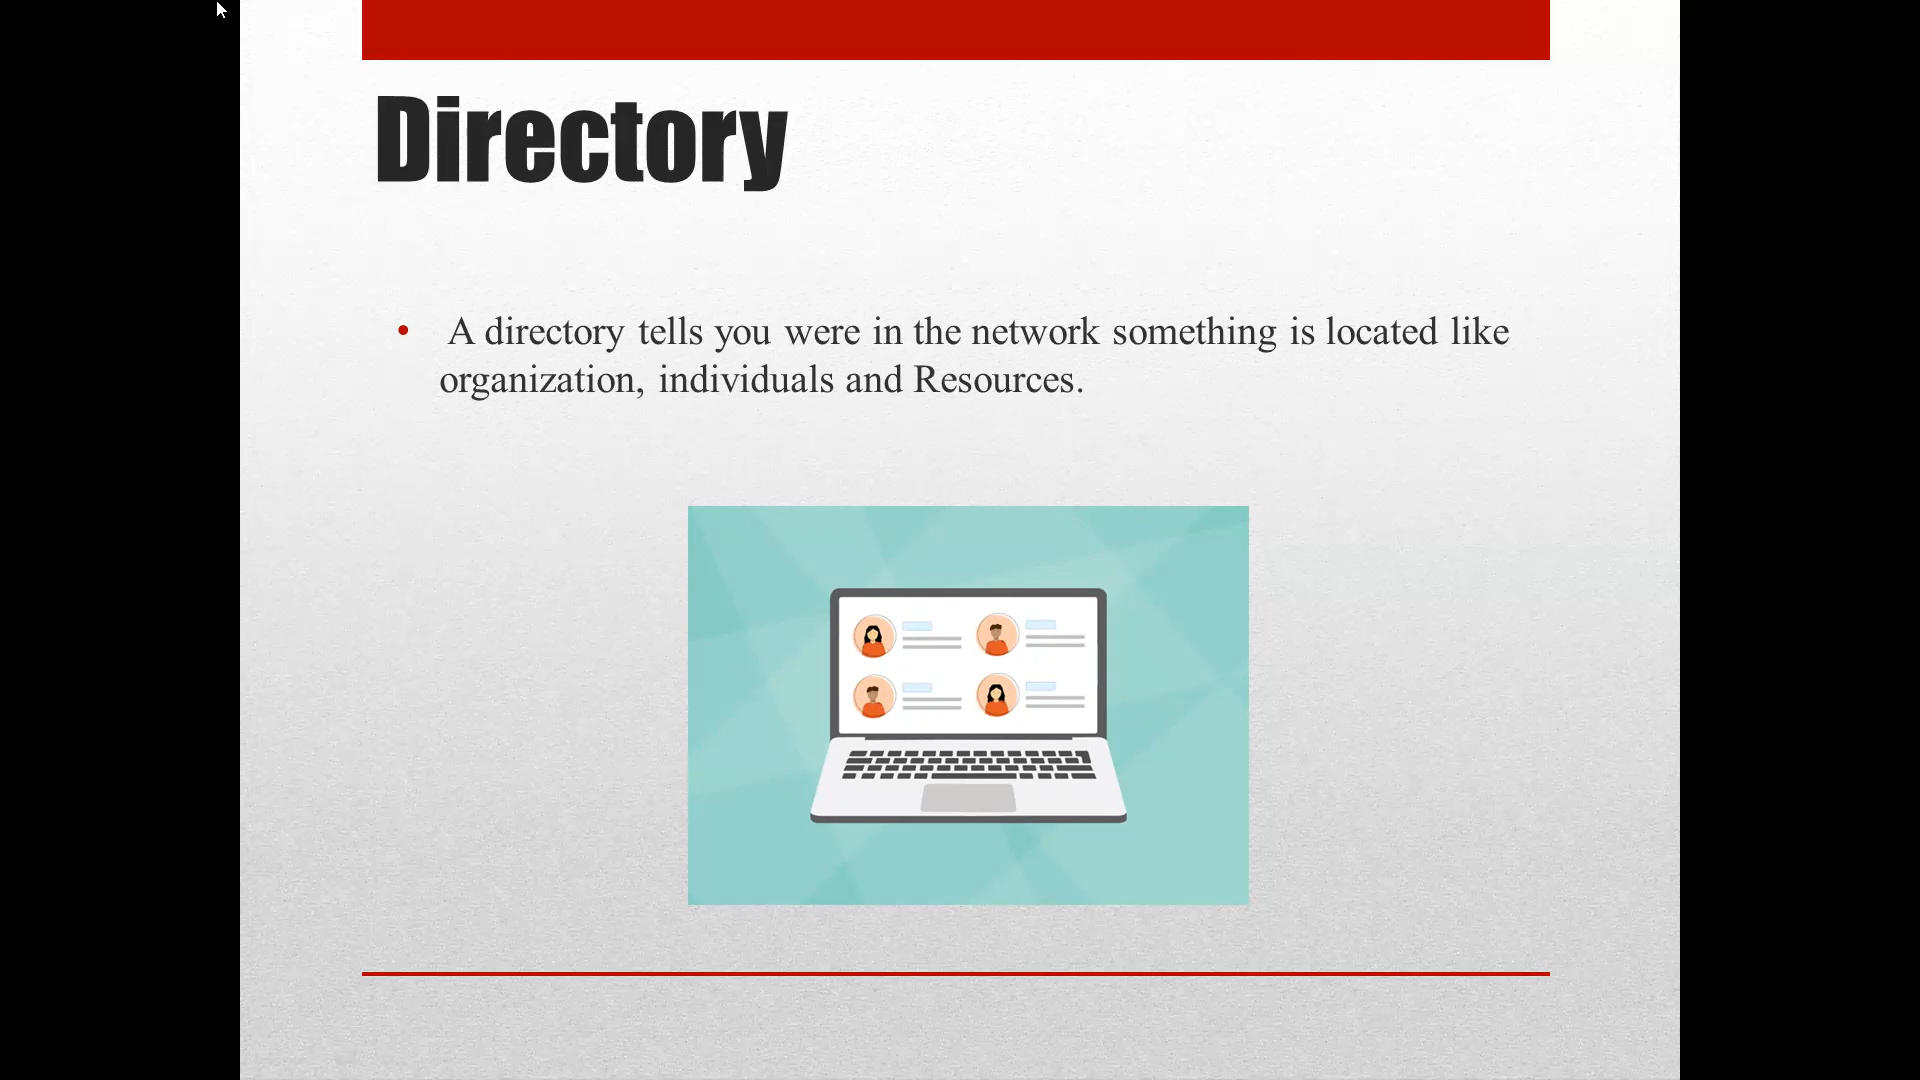 Directory
• A directory tells you were in the network something is located like
organization, individuals and Resources.